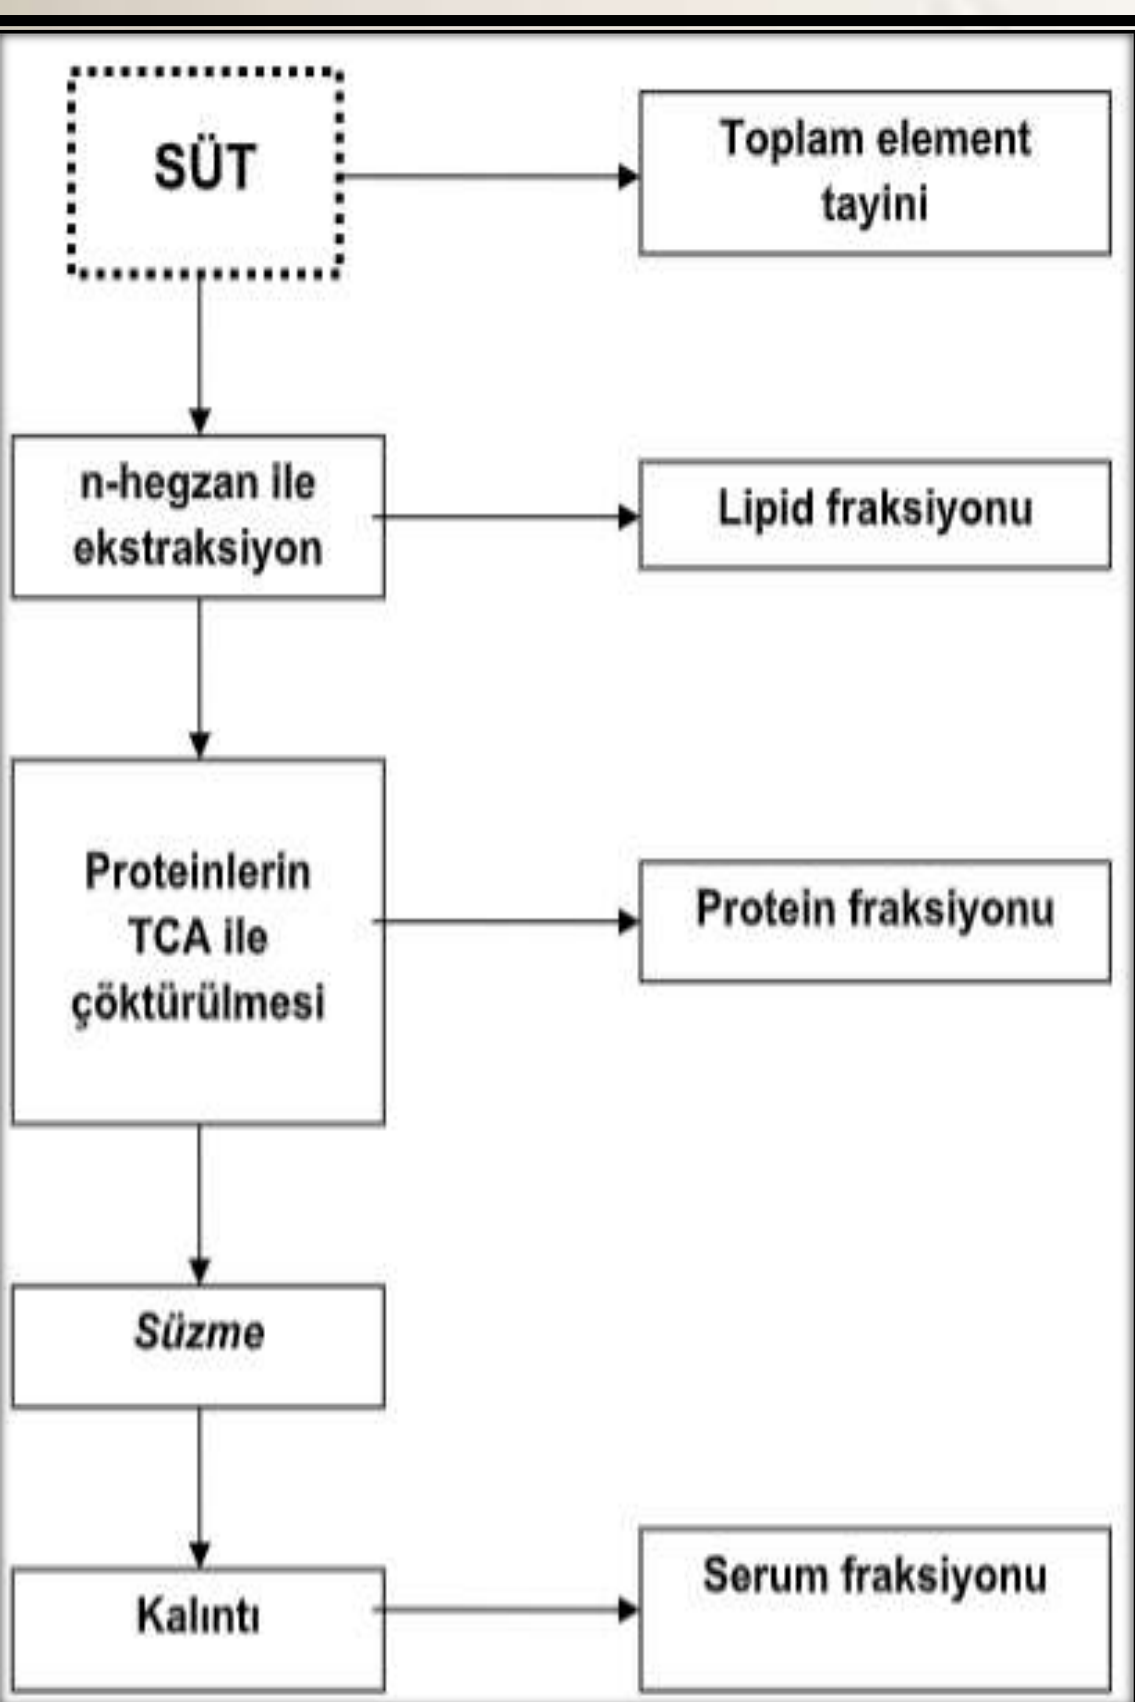 SÜT
Toplam element
tayini
n-hegzan ile
ekstraksiyon
Lipid fraksiyonu
Proteinlerin
TCA ile
çöktürülmesi
Protein fraksiyonu
Süzme
Kalıntı
Serum fraksiyonu